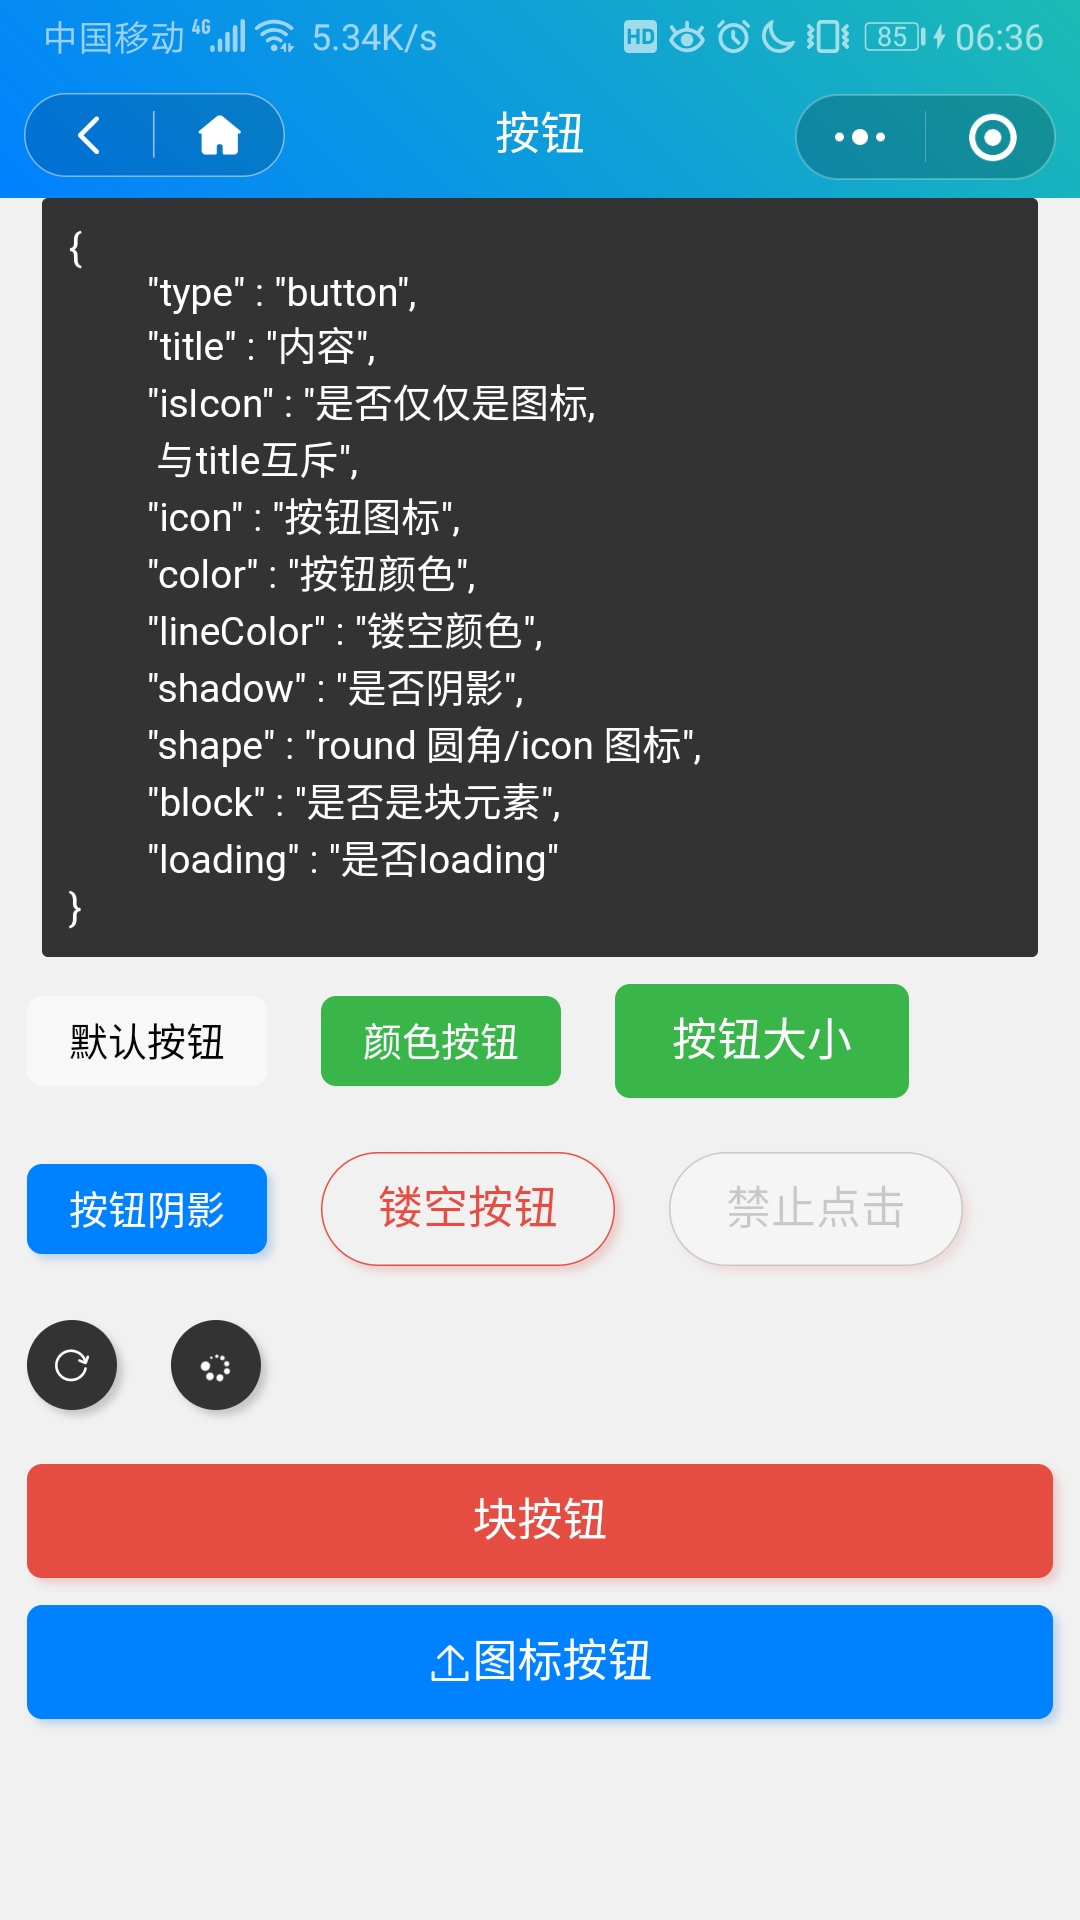 中国移动 4G 5.34K/s HD 85 06:36
按钮
{
"type" : "button",
"title" : "内容",
"isIcon" : "是否仅仅是图标,
与title互斥",
"icon" : "按钮图标",
"color" : "按钮颜色",
"lineColor" : "镂空颜色",
"shadow" : "是否阴影",
"shape" : "round 圆角/icon 图标",
"block" : "是否是块元素",
"loading" : "是否loading"
}
默认按钮 颜色按钮 按钮大小
按钮阴影 镂空按钮 禁止点击
块按钮
图标按钮